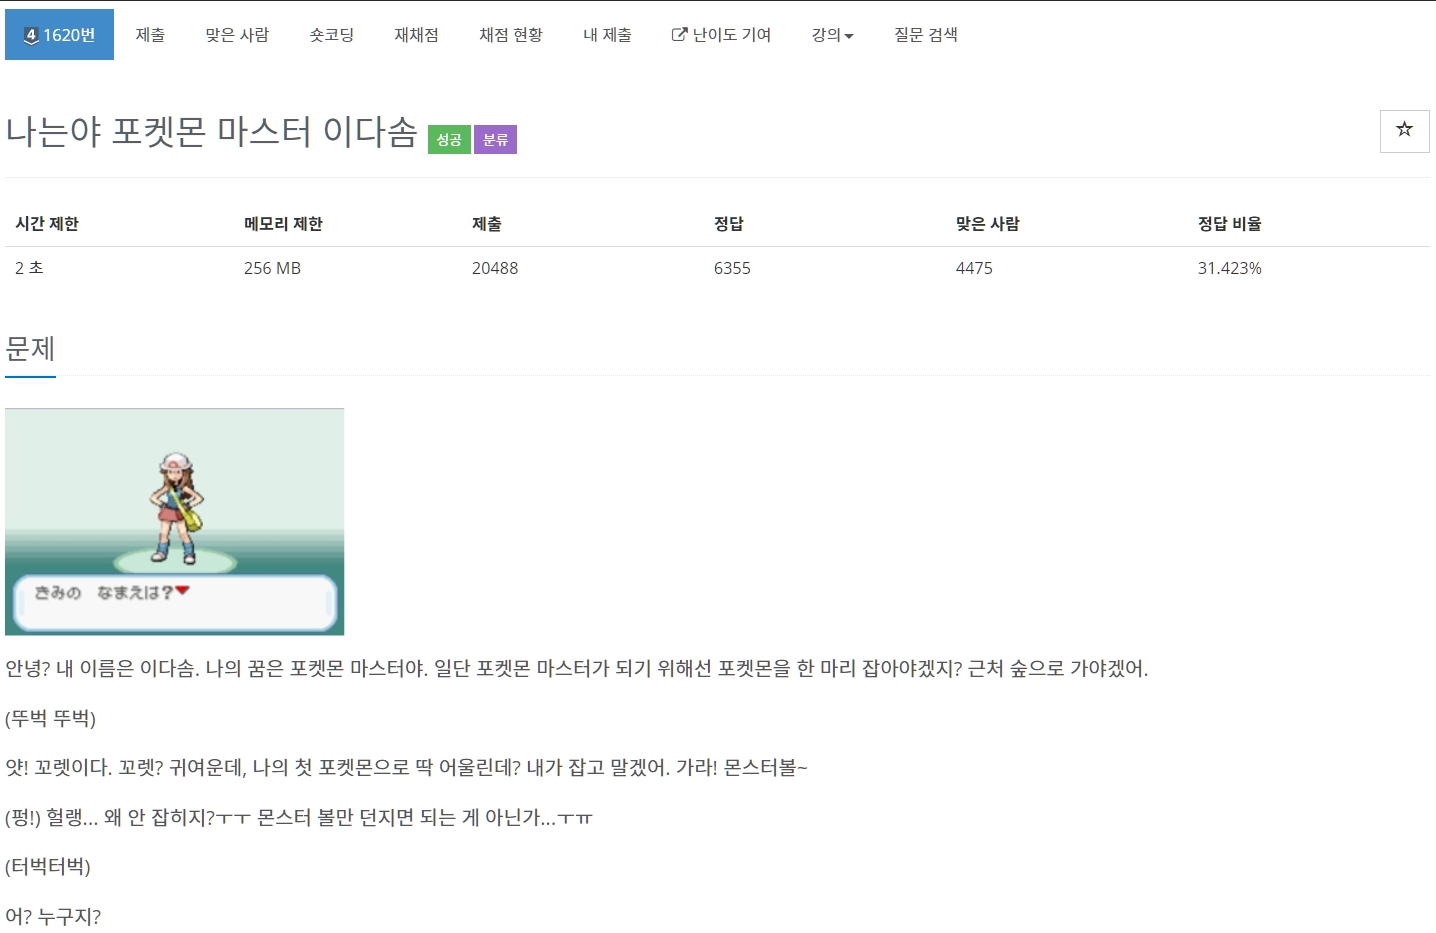 4 1620번 제출 맞은 사람 숏코딩 재채점 채점 현황 내 제출 난이도 기여 강의 질문 검색
나는야 포켓몬 마스터 이다솜 성공 분류
시간 제한 메모리 제한 제출 정답 맞은 사람 정답 비율
2 초 256 MB 20488 6355 4475 31.423%
문제
きみの なまえは?
안녕? 내 이름은 이다솜. 나의 꿈은 포켓몬 마스터야. 일단 포켓몬 마스터가 되기 위해선 포켓몬을 한 마리 잡아야겠지? 근처 숲으로 가야겠어.
(뚜벅 뚜벅)
얏! 꼬렛이다. 꼬렛? 귀여운데, 나의 첫 포켓몬으로 딱 어울린데? 내가 잡고 말겠어. 가라! 몬스터볼~
(펑!) 헐랭... 왜 안 잡히지?ㅜㅜ 몬스터 볼만 던지면 되는 게 아닌가...ㅜㅠ
(터벅터벅)
어? 누구지?